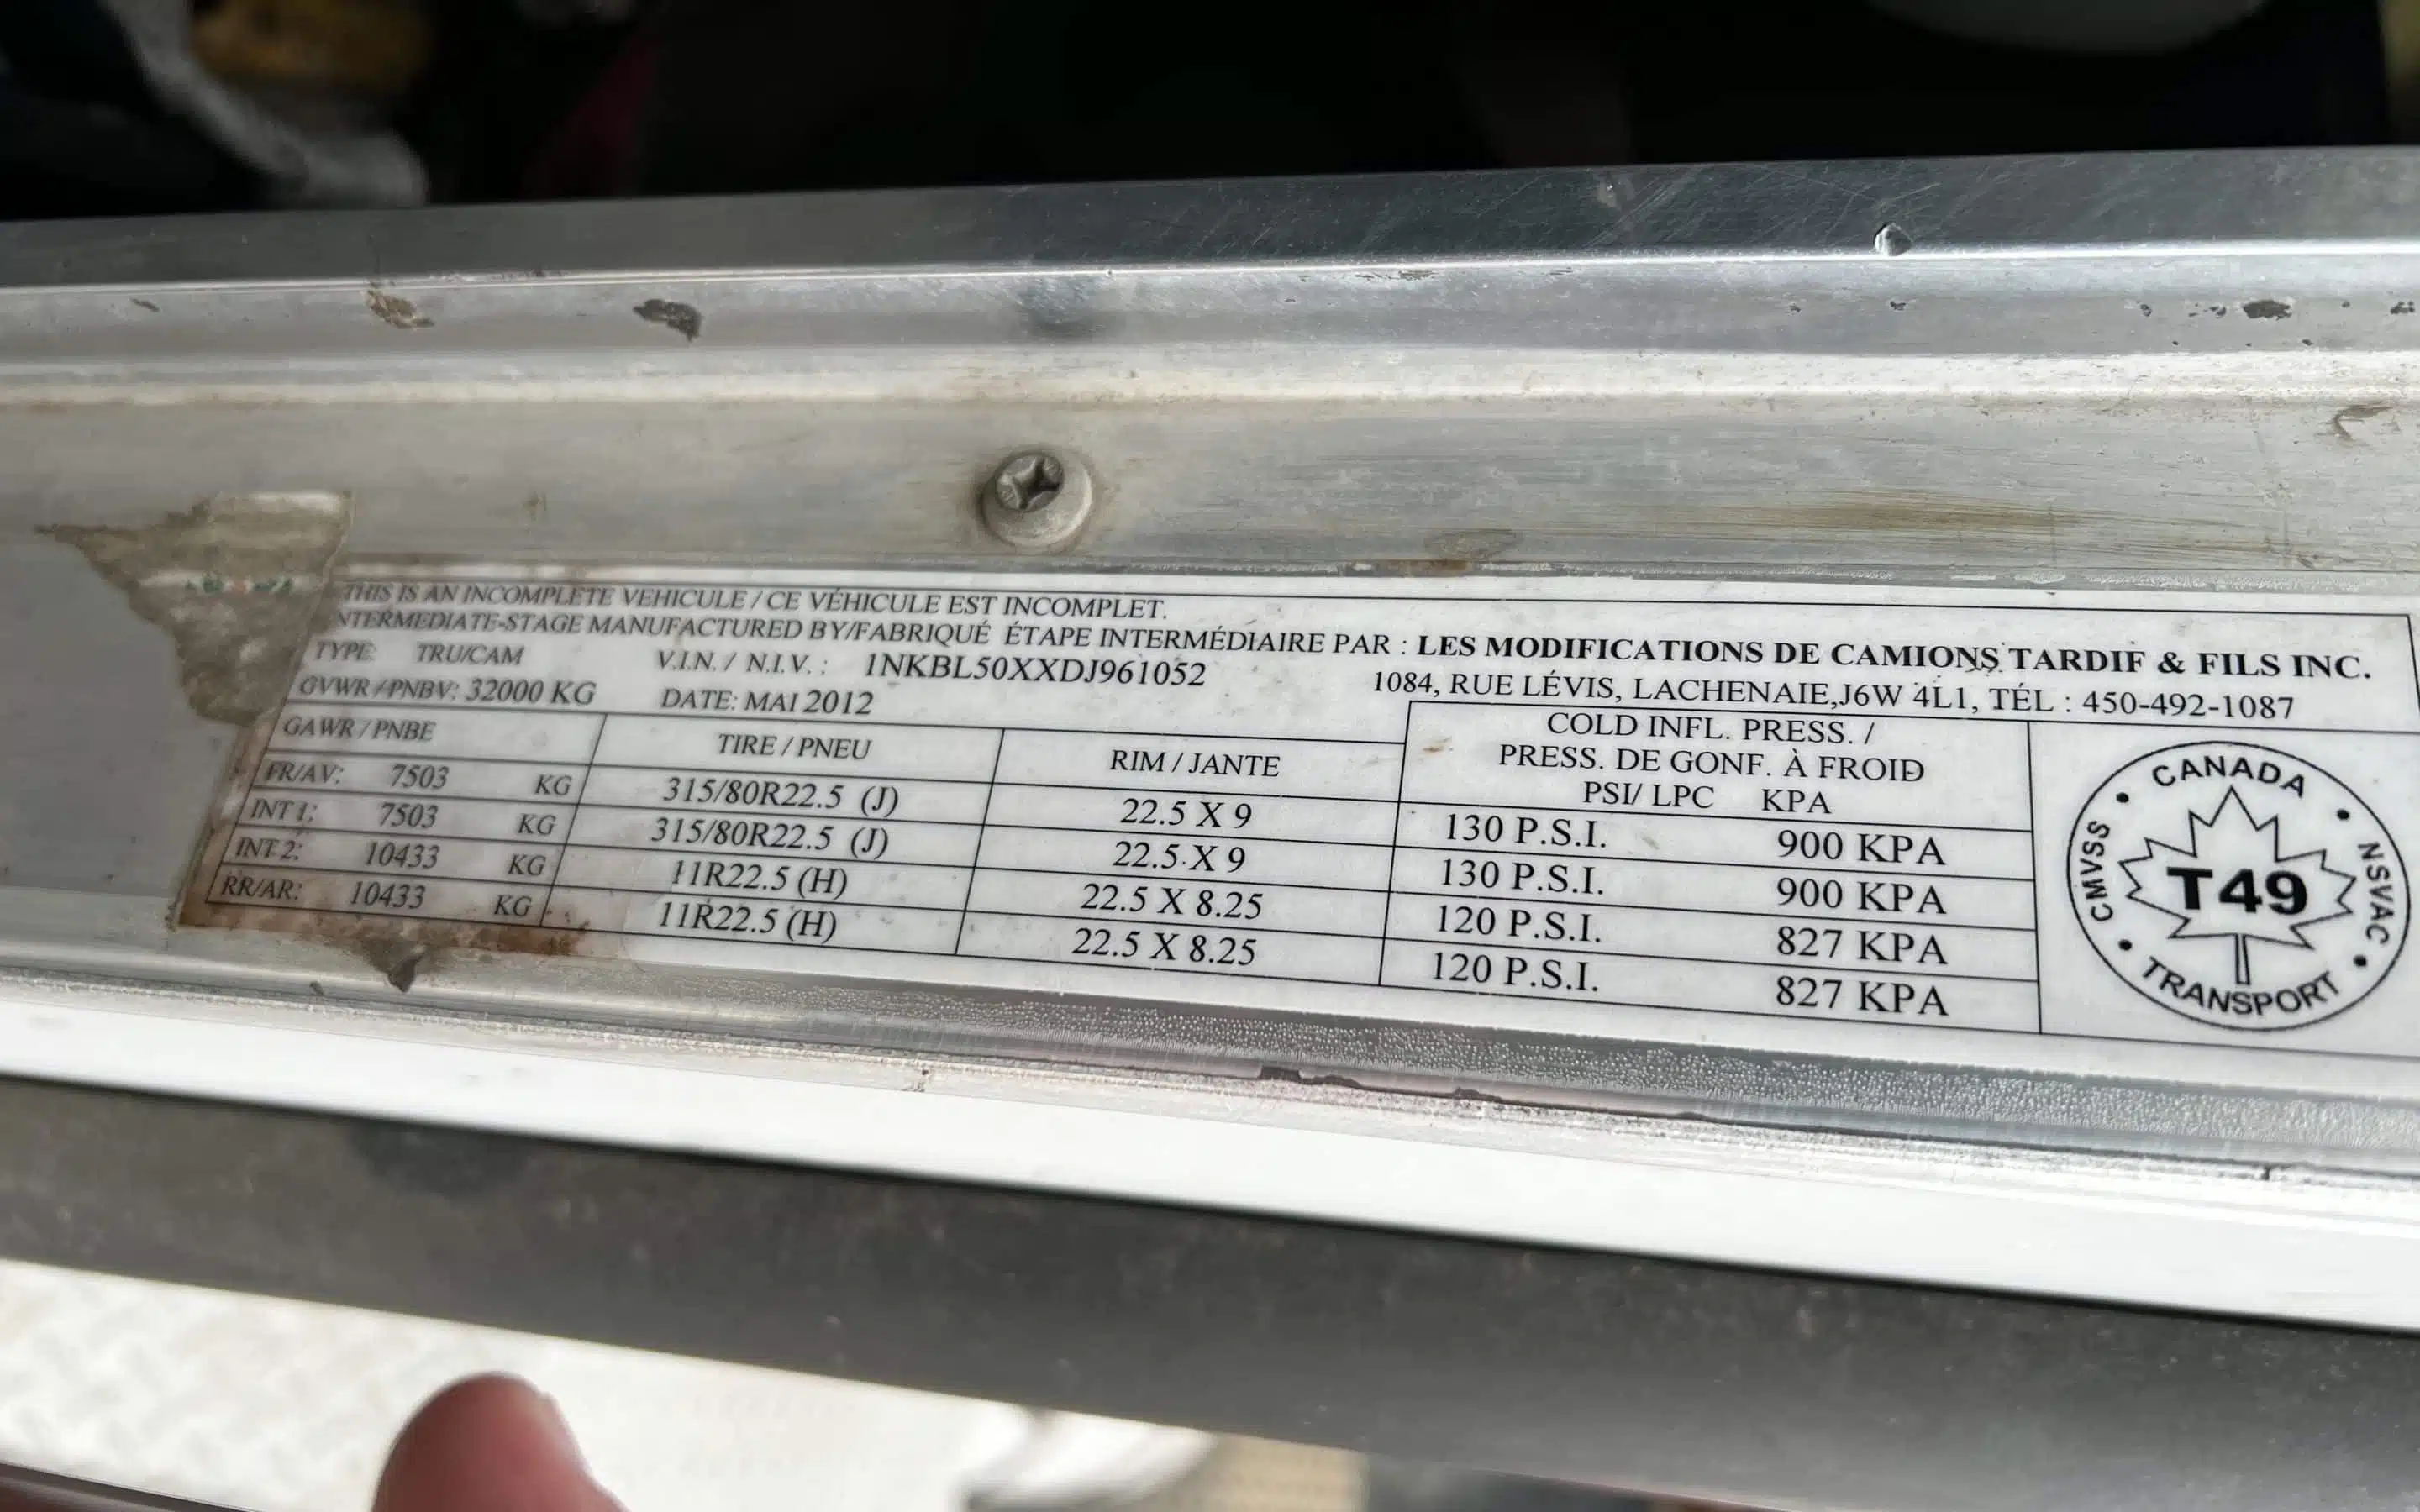 THIS IS AN INCOMPLETE VEHICULE / CE VÉHICULE EST INCOMPLET.
INTERMEDIATE-STAGE MANUFACTURED BY/FABRIQUÉ ÉTAPE INTERMÉDIAIRE PAR : LES MODIFICATIONS DE CAMIONS TARDIF & FILS INC.
TYPE: TRU/CAM V.I.N. / N.I.V. : 1NKBL50XXDJ961052 1084, RUE LÉVIS, LACHENAIE,J6W 4L1, TÉL : 450-492-1087
GVWR/PNBV: 32000 KG DATE: MAI 2012
GAWR / PNBE TIRE / PNEU RIM / JANTE COLD INFL. PRESS. /
PRESS. DE GONF. À FROID
PSI/ LPC KPA
FR/AV: 7503 KG 315/80R22.5 (J) 22.5 X 9 130 P.S.I. 900 KPA
INT 1: 7503 KG 315/80R22.5 (J) 22.5 X 9 130 P.S.I. 900 KPA
INT 2: 10433 KG 11R22.5 (H) 22.5 X 8.25 120 P.S.I. 827 KPA
RR/AR: 10433 KG 11R22.5 (H) 22.5 X 8.25 120 P.S.I. 827 KPA
CANADA
CMVSS
T49
NSVAC
TRANSPORT